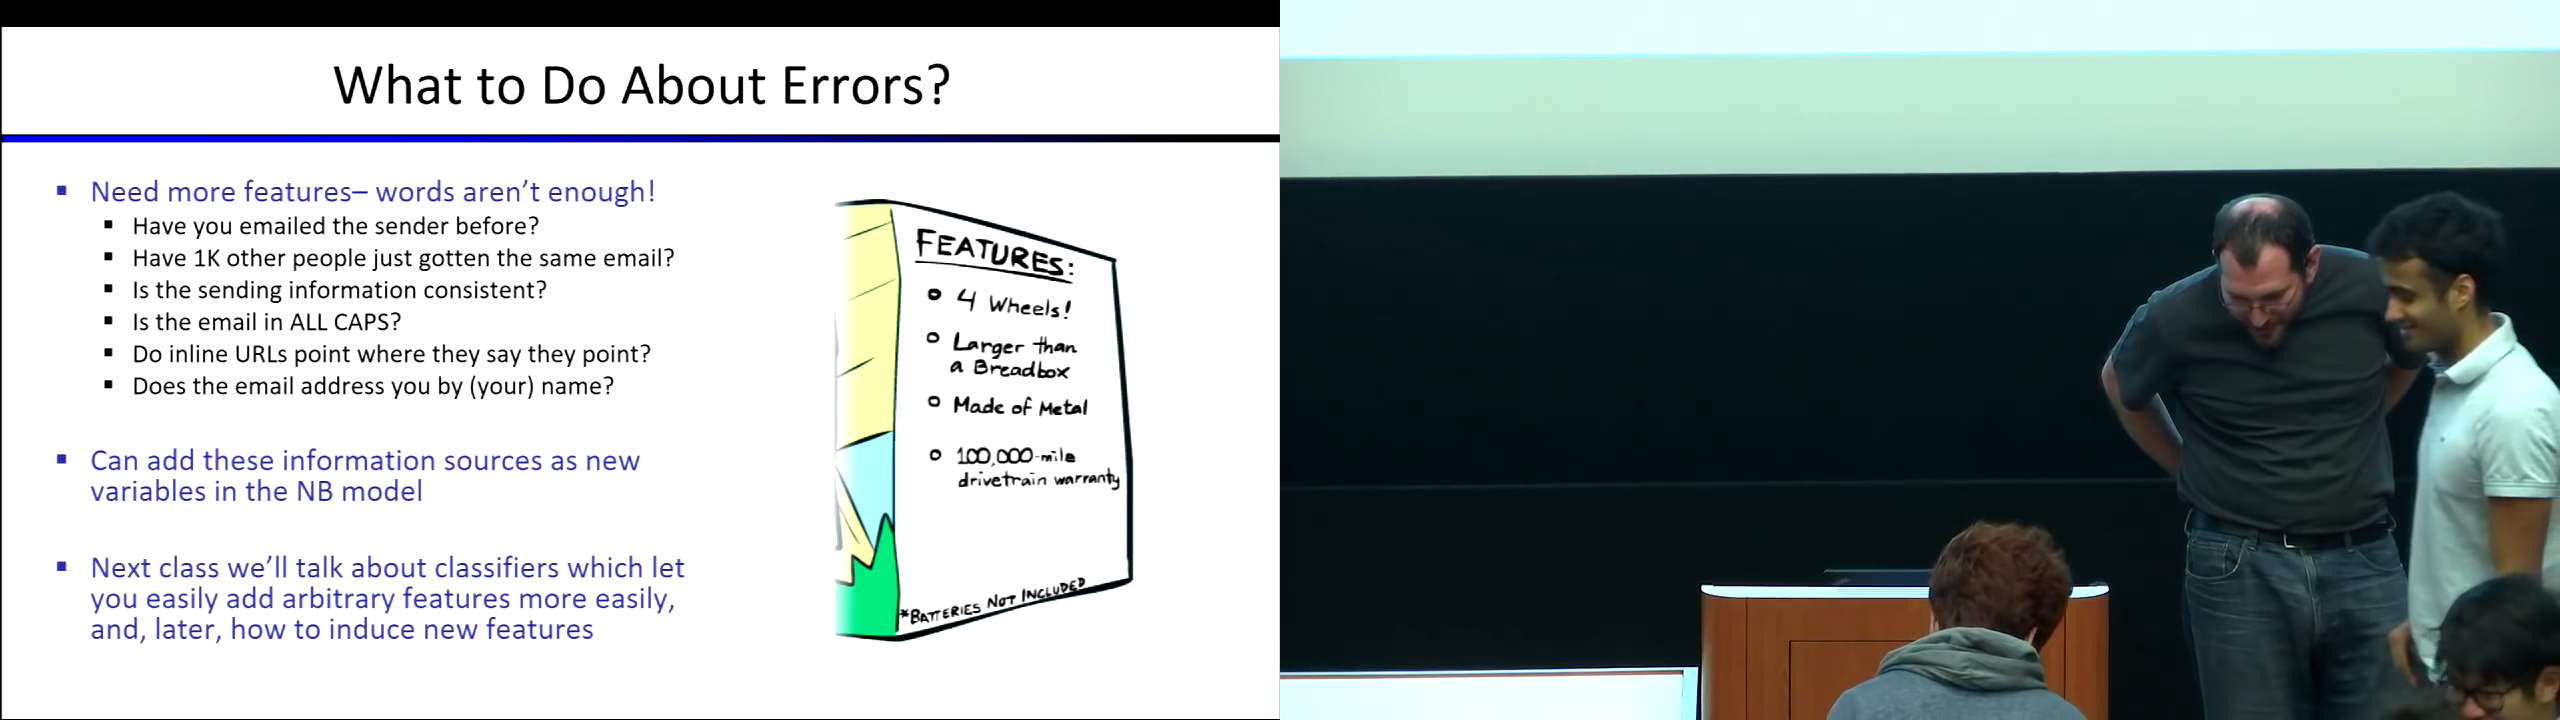 What to Do About Errors?
▪ Need more features– words aren't enough!
▪ Have you emailed the sender before?
▪ Have 1K other people just gotten the same email?
▪ Is the sending information consistent?
▪ Is the email in ALL CAPS?
▪ Do inline URLs point where they say they point?
▪ Does the email address you by (your) name?
▪ Can add these information sources as new
variables in the NB model
▪ Next class we'll talk about classifiers which let
you easily add arbitrary features more easily,
and, later, how to induce new features
FEATURES:
o 4 Wheels!
o Larger than
a Breadbox
o Made of Metal
o 100,000-mile
drivetrain warranty
*BATTERIES NOT INCLUDED